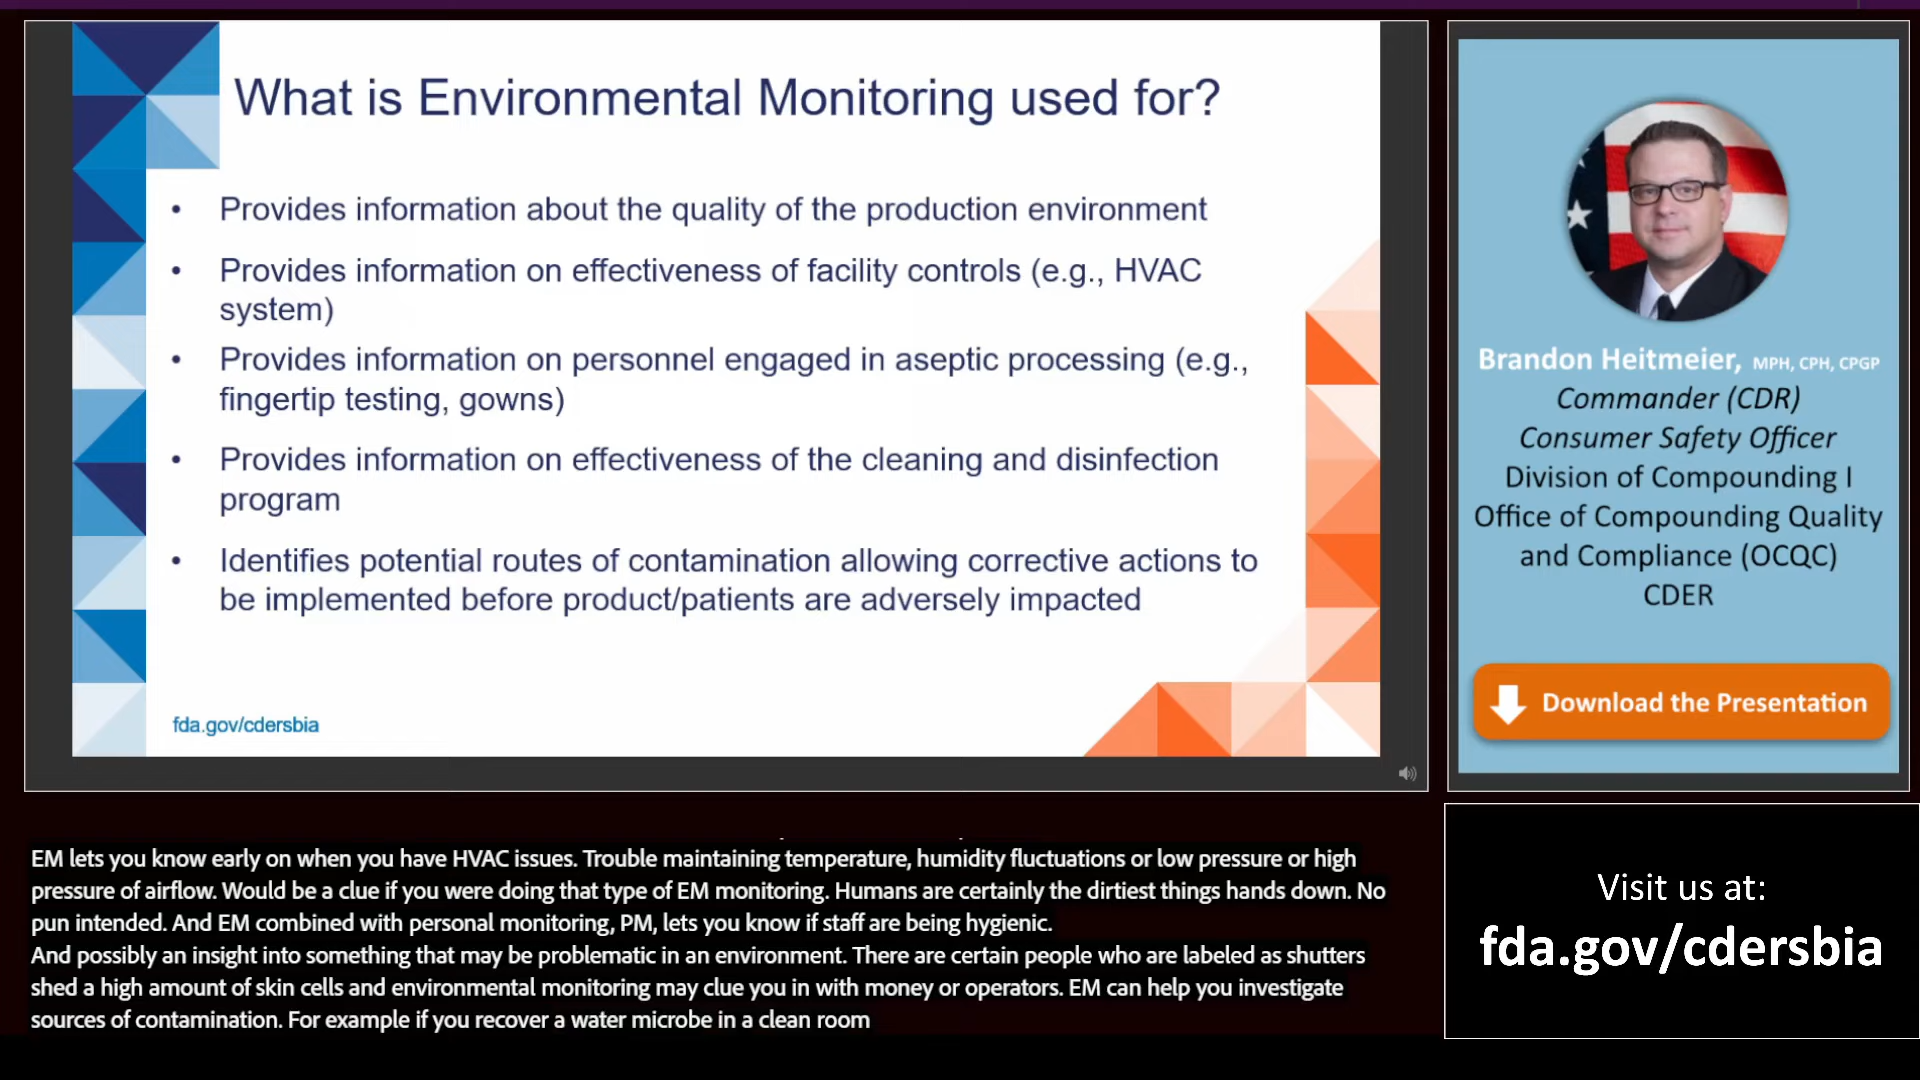 What is Environmental Monitoring used for?
• Provides information about the quality of the production environment
• Provides information on effectiveness of facility controls (e.g., HVAC
system)
• Provides information on personnel engaged in aseptic processing (e.g.,
fingertip testing, gowns)
• Provides information on effectiveness of the cleaning and disinfection
program
• Identifies potential routes of contamination allowing corrective actions to
be implemented before product/patients are adversely impacted
fda.gov/cdersbia
Brandon Heitmeier, MPH, CPH, CPGP
Commander (CDR)
Consumer Safety Officer
Division of Compounding I
Office of Compounding Quality
and Compliance (OCQC)
CDER
Download the Presentation
EM lets you know early on when you have HVAC issues. Trouble maintaining temperature, humidity fluctuations or low pressure or high
pressure of airflow. Would be a clue if you were doing that type of EM monitoring. Humans are certainly the dirtiest things hands down. No
pun intended. And EM combined with personal monitoring, PM, lets you know if staff are being hygienic.
And possibly an insight into something that may be problematic in an environment. There are certain people who are labeled as shutters
shed a high amount of skin cells and environmental monitoring may clue you in with money or operators. EM can help you investigate
sources of contamination. For example if you recover a water microbe in a clean room
Visit us at:
fda.gov/cdersbia